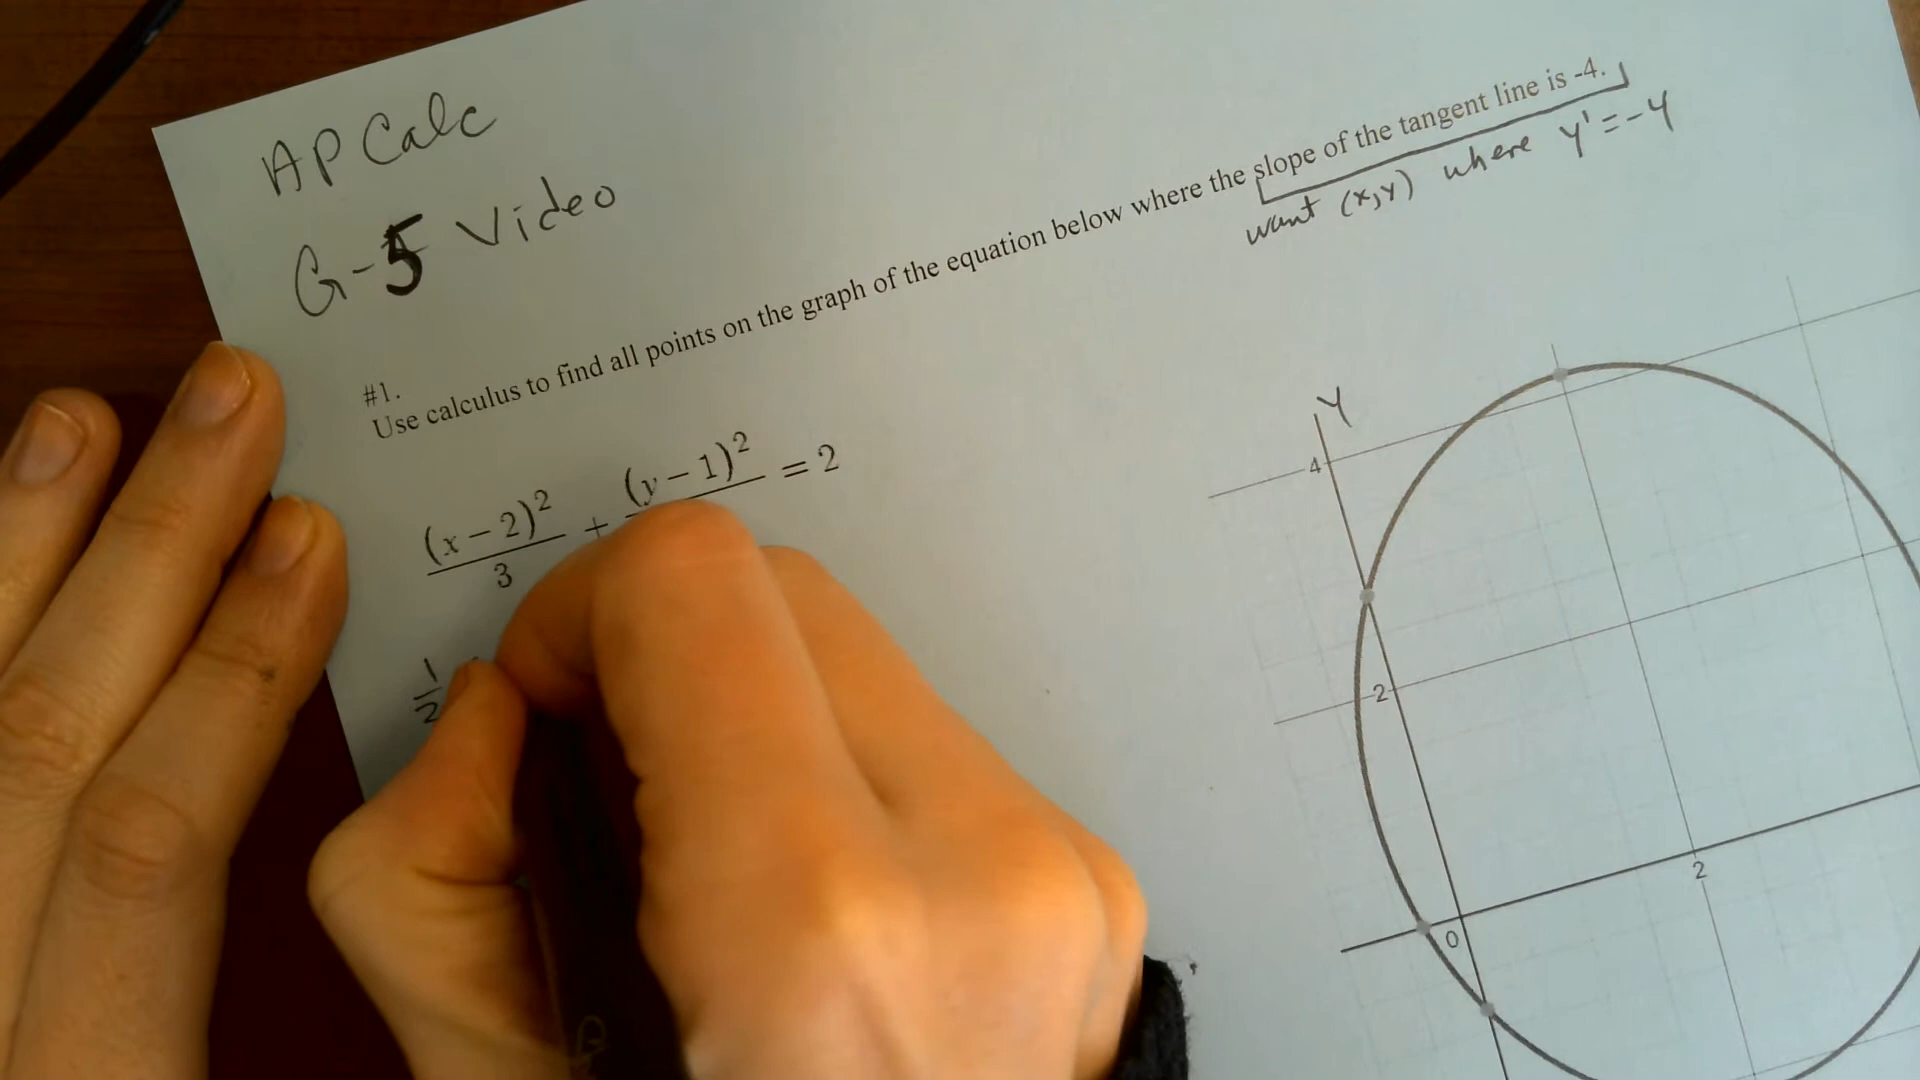 AP Calc
G-5 Video
#1.
Use calculus to find all points on the graph of the equation below where the slope of the tangent line is -4.
want (x,y) where y'=-4
(x-2)^2/3 + (y-1)^2 = 2
1/2
Y
4
2
0
2